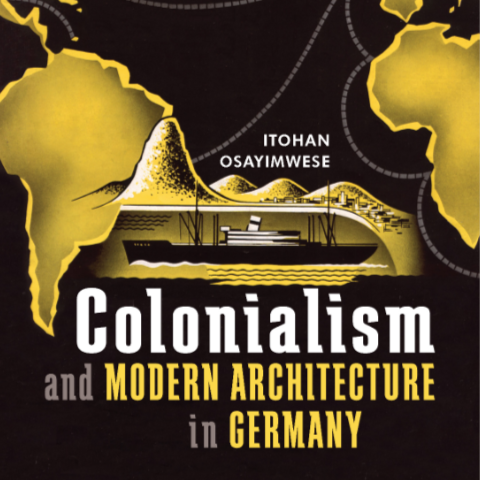 ITOHAN
OSAYIMWESE
Colonialism
and MODERN ARCHITECTURE
in GERMANY